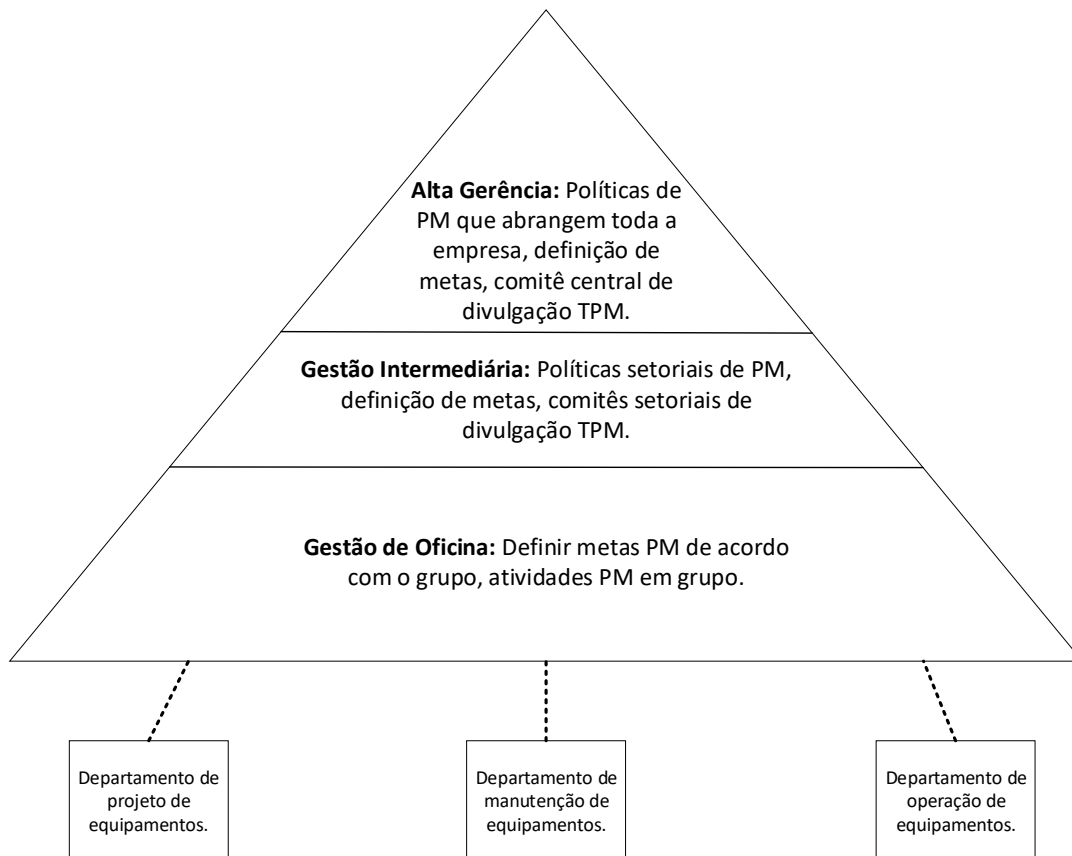 Alta Gerência: Políticas de
PM que abrangem toda a
empresa, definição de
metas, comitê central de
divulgação TPM.
Gestão Intermediária: Políticas setoriais de PM,
definição de metas, comitês setoriais de
divulgação TPM.
Gestão de Oficina: Definir metas PM de acordo
com o grupo, atividades PM em grupo.
Departamento de
projeto de
equipamentos.
Departamento de
manutenção de
equipamentos.
Departamento de
operação de
equipamentos.